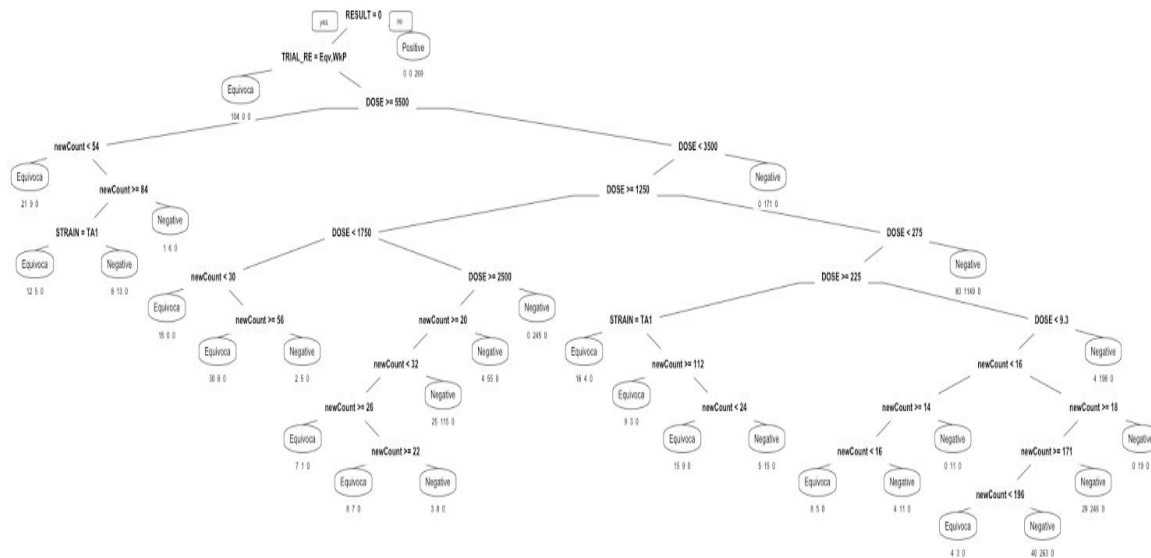 RESULT = 0
yes
no
TRIAL_RE = Eqv,WkP
Positive
0 0 269
Equivoca
104 0 0
DOSE >= 5500
newCount < 54
DOSE < 3500
Equivoca
21 9 0
newCount >= 84
DOSE >= 1250
Negative
0 171 0
STRAIN = TA1
Negative
1 6 0
DOSE < 1750
DOSE < 275
Equivoca
12 5 0
Negative
8 13 0
newCount < 30
DOSE >= 2500
DOSE >= 225
Negative
80 1149 0
Equivoca
15 0 0
newCount >= 56
newCount >= 20
Negative
0 245 0
STRAIN = TA1
DOSE < 9.3
Equivoca
30 8 0
Negative
2 5 0
newCount < 32
Negative
4 55 0
Equivoca
16 4 0
newCount >= 112
newCount < 16
Negative
4 198 0
newCount >= 26
Negative
25 115 0
Equivoca
9 3 0
newCount < 24
newCount >= 14
newCount >= 18
Equivoca
7 1 0
newCount >= 22
Equivoca
15 9 0
Negative
5 15 0
newCount < 16
Negative
0 11 0
newCount >= 171
Negative
0 19 0
Equivoca
8 7 0
Negative
3 9 0
Equivoca
8 5 0
Negative
4 11 0
newCount < 196
Negative
29 246 0
Equivoca
4 3 0
Negative
40 263 0